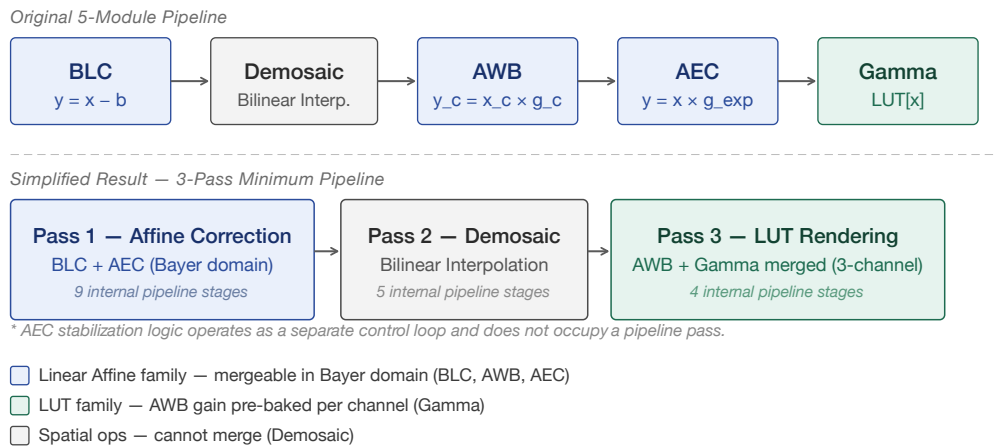 Original 5-Module Pipeline
BLC
y = x − b
Demosaic
Bilinear Interp.
AWB
y_c = x_c × g_c
AEC
y = x × g_exp
Gamma
LUT[x]
Simplified Result — 3-Pass Minimum Pipeline
Pass 1 — Affine Correction
BLC + AEC (Bayer domain)
9 internal pipeline stages
Pass 2 — Demosaic
Bilinear Interpolation
5 internal pipeline stages
Pass 3 — LUT Rendering
AWB + Gamma merged (3-channel)
4 internal pipeline stages
* AEC stabilization logic operates as a separate control loop and does not occupy a pipeline pass.
Linear Affine family — mergeable in Bayer domain (BLC, AWB, AEC)
LUT family — AWB gain pre-baked per channel (Gamma)
Spatial ops — cannot merge (Demosaic)